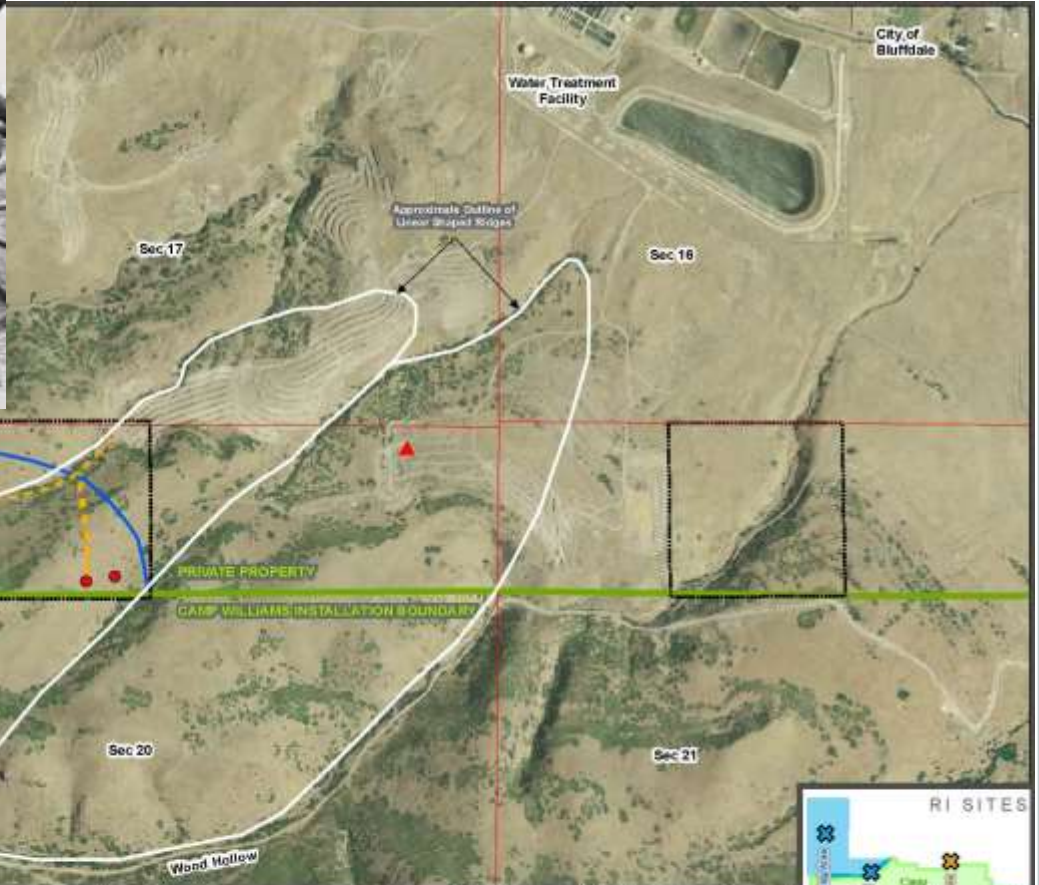 City of
Bluffdale
Water Treatment
Facility
Approximate Outline of
Linear Shaped Ridges
Sec 17
Sec 16
PRIVATE PROPERTY
CAMP WILLIAMS INSTALLATION BOUNDARY
Sec 20
Sec 21
Wood Hollow
RI SITES
Camp